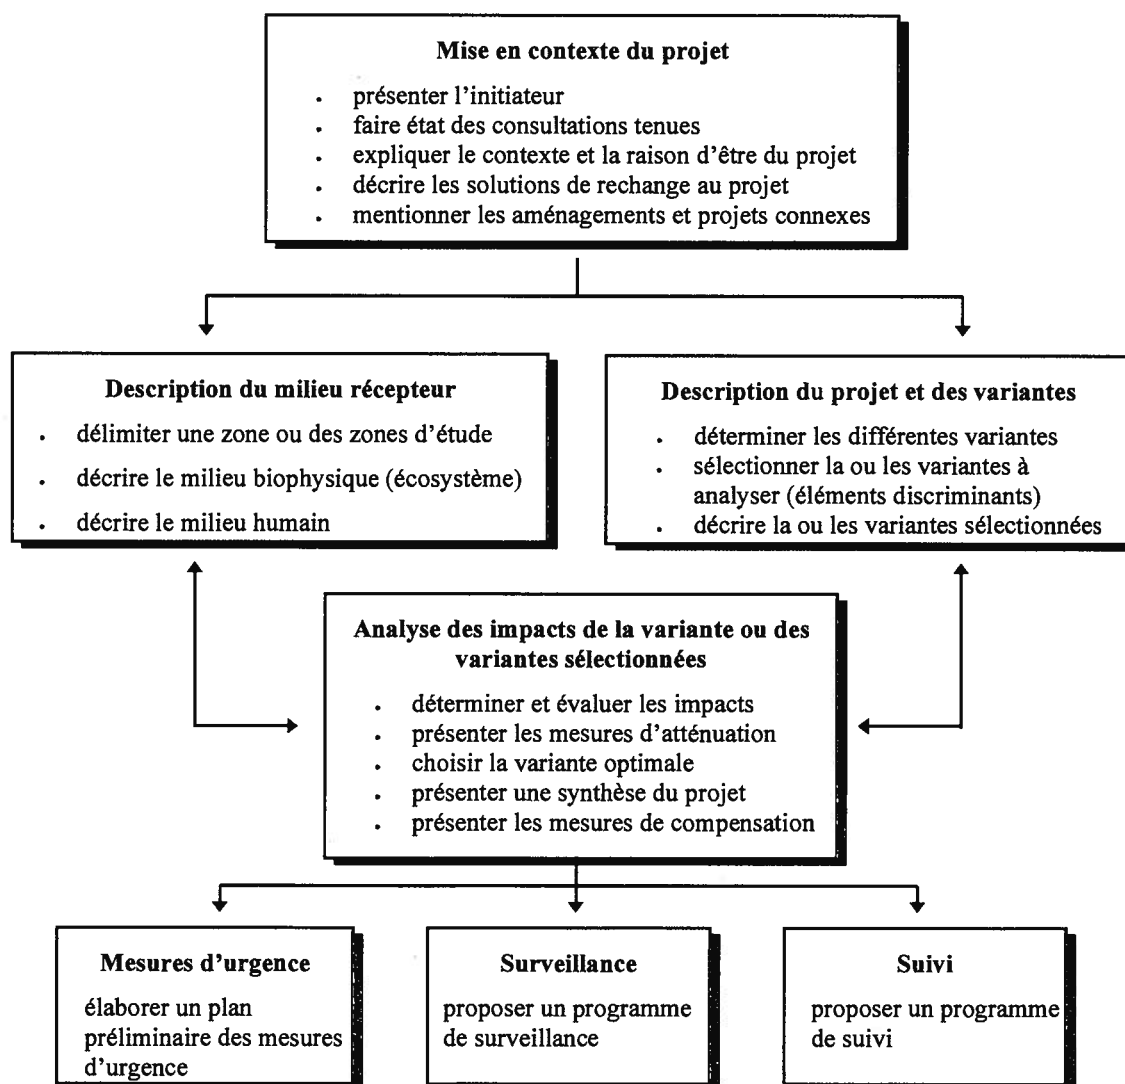 Mise en contexte du projet
• présenter l'initiateur
• faire état des consultations tenues
• expliquer le contexte et la raison d'être du projet
• décrire les solutions de rechange au projet
• mentionner les aménagements et projets connexes
Description du milieu récepteur
• délimiter une zone ou des zones d'étude
• décrire le milieu biophysique (écosystème)
• décrire le milieu humain
Description du projet et des variantes
• déterminer les différentes variantes
• sélectionner la ou les variantes à
analyser (éléments discriminants)
• décrire la ou les variantes sélectionnées
Analyse des impacts de la variante ou des
variantes sélectionnées
• déterminer et évaluer les impacts
• présenter les mesures d'atténuation
• choisir la variante optimale
• présenter une synthèse du projet
• présenter les mesures de compensation
Mesures d'urgence
élaborer un plan
préliminaire des mesures
d'urgence
Surveillance
proposer un programme
de surveillance
Suivi
proposer un programme
de suivi